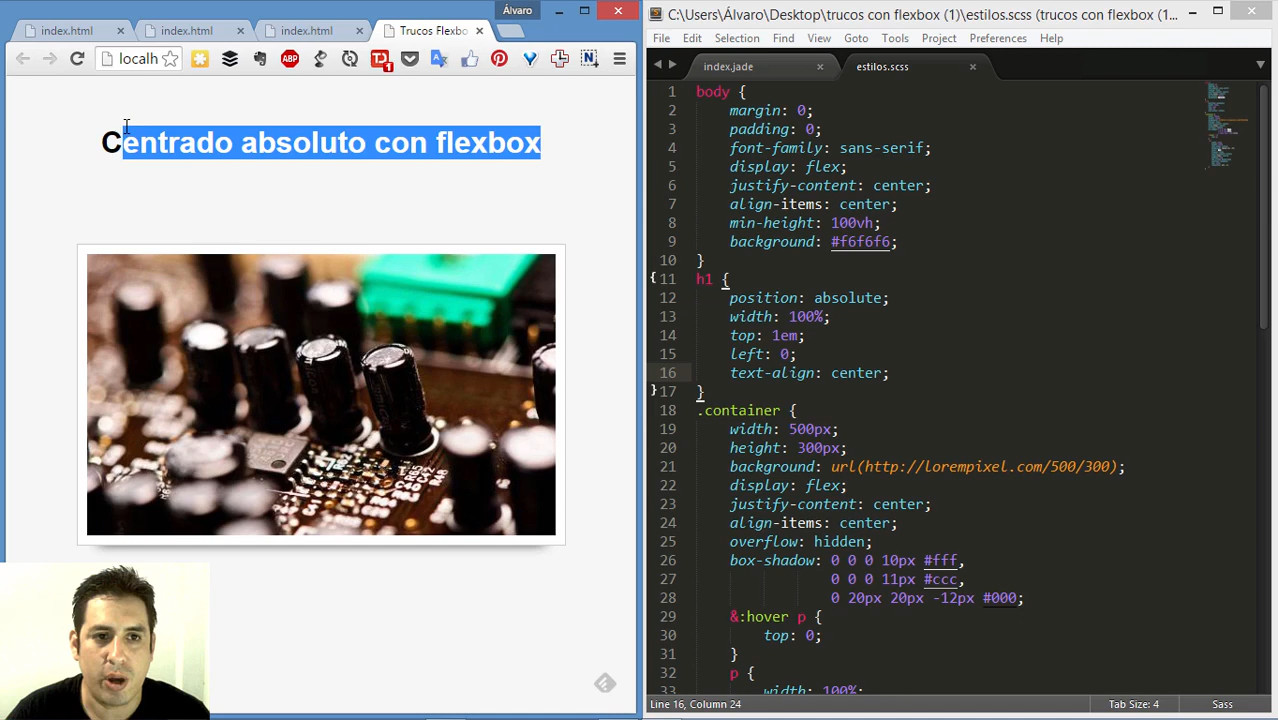 Álvaro
index.html
index.html
index.html
Trucos Flexbo
localh
1
Centrado absoluto con flexbox
C:\Users\Álvaro\Desktop\trucos con flexbox (1)\estilos.scss (trucos con flexbox (1...
File Edit Selection Find View Goto Tools Project Preferences Help
index.jade
estilos.scss
1 body {
2 margin: 0;
3 padding: 0;
4 font-family: sans-serif;
5 display: flex;
6 justify-content: center;
7 align-items: center;
8 min-height: 100vh;
9 background: #f6f6f6;
10 }
11 h1 {
12 position: absolute;
13 width: 100%;
14 top: 1em;
15 left: 0;
16 text-align: center;
17 }
18 .container {
19 width: 500px;
20 height: 300px;
21 background: url(http://lorempixel.com/500/300);
22 display: flex;
23 justify-content: center;
24 align-items: center;
25 overflow: hidden;
26 box-shadow: 0 0 0 10px #fff,
27 0 0 0 11px #ccc,
28 0 20px 20px -12px #000;
29 &:hover p {
30 top: 0;
31 }
32 p {
33 width: 100%;
Line 16, Column 24
Tab Size: 4
Sass